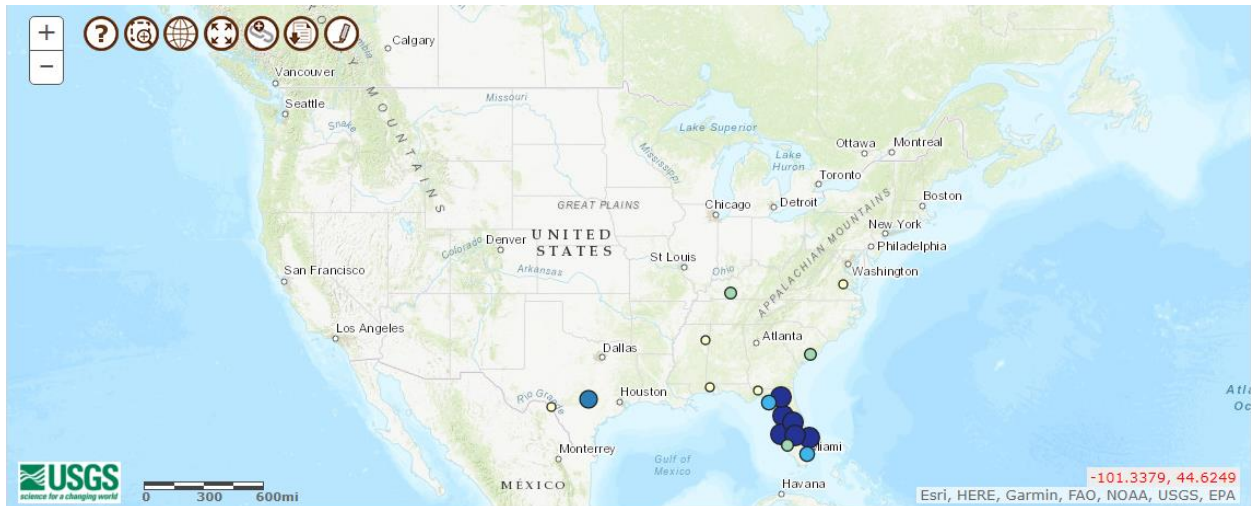 +
−
?
Calgary
Vancouver
Seattle
Snake
MOUNTAINS
Missouri
Mississippi
Lake Superior
Lake
Huron
Ottawa
Montreal
Toronto
Boston
Chicago
Detroit
GREAT PLAINS
New York
Philadelphia
Washington
APPALACHIAN MOUNTAINS
UNITED
STATES
Denver
Colorado
Arkansas
St Louis
Ohio
San Francisco
Los Angeles
Atlanta
Dallas
Houston
Rio Grande
Monterrey
MÉXICO
Gulf of
Mexico
Miami
Havana
USGS
science for a changing world
0 300 600mi
-101.3379, 44.6249
Esri, HERE, Garmin, FAO, NOAA, USGS, EPA